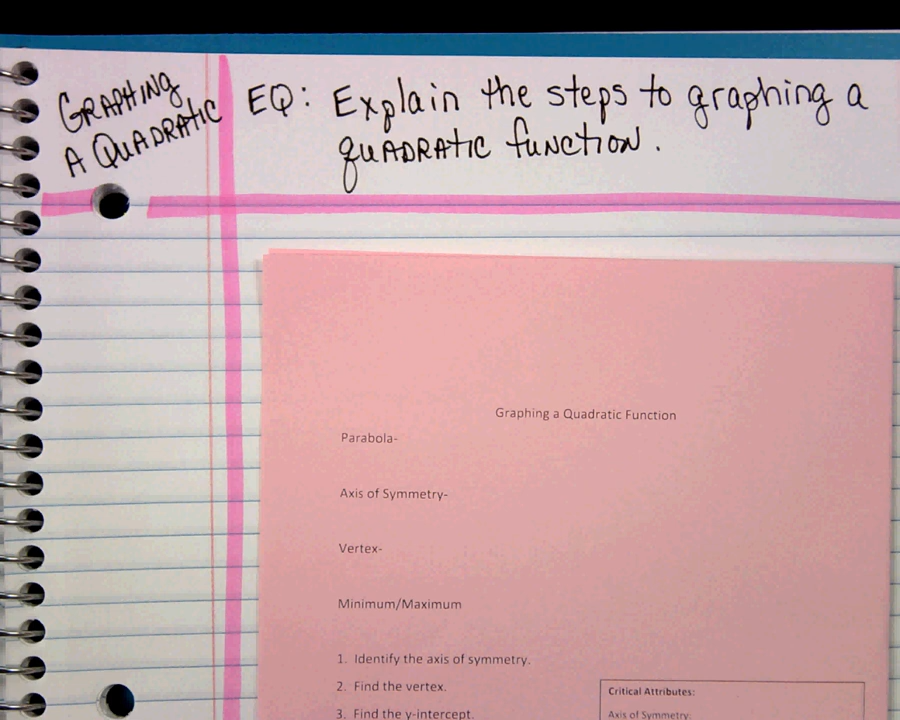 GRAPHING
A QUADRATIC
EQ: Explain the steps to graphing a
quADRAtic fuNctioN.
Graphing a Quadratic Function
Parabola-
Axis of Symmetry-
Vertex-
Minimum/Maximum
1. Identify the axis of symmetry.
2. Find the vertex.
3. Find the y-intercept.
Critical Attributes:
Axis of Symmetry: